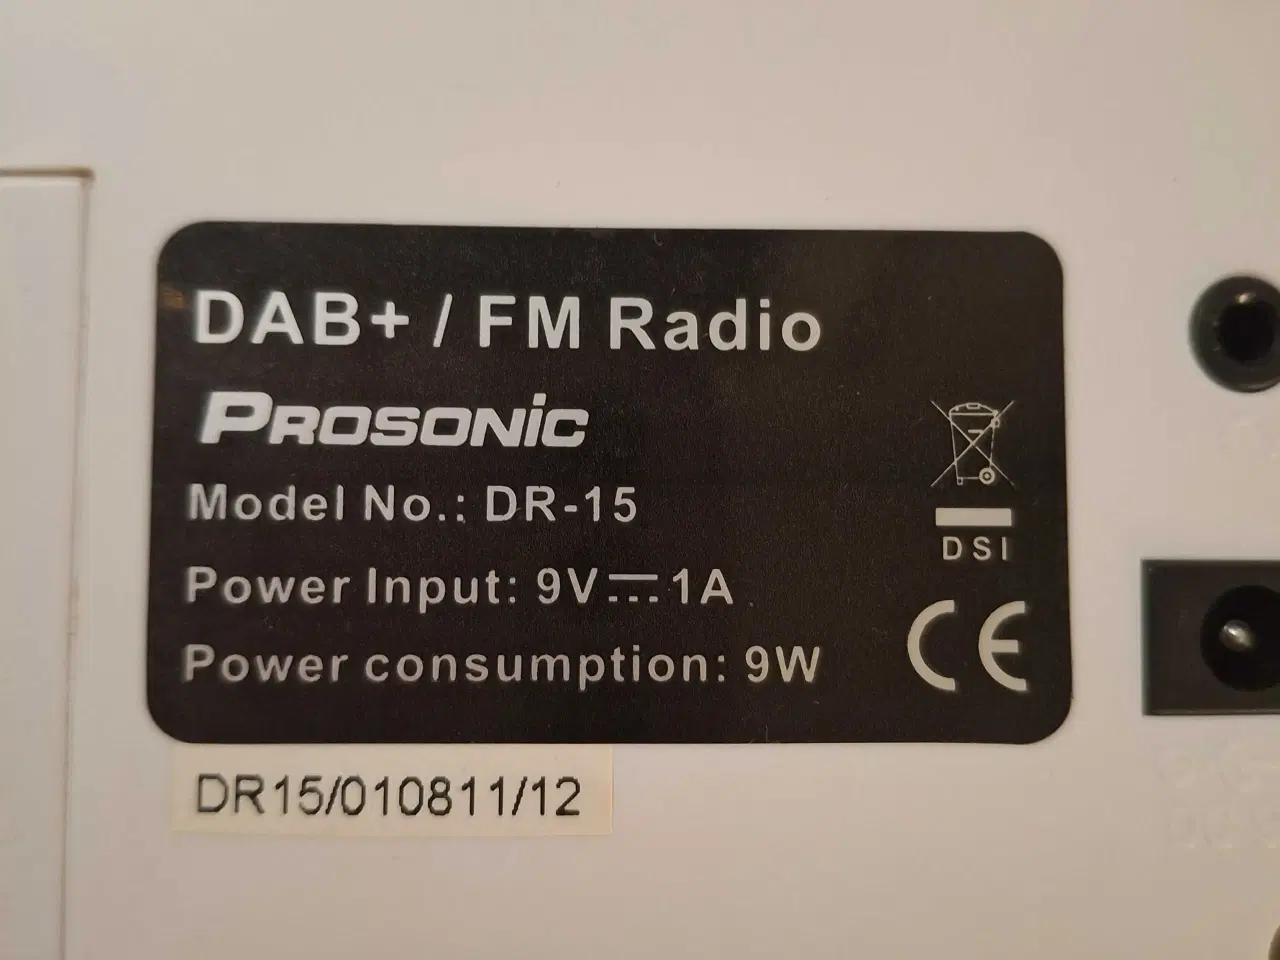 DAB+ / FM Radio
PROSONiC
Model No.: DR-15
Power Input: 9V⎓1A
Power consumption: 9W
DSI
CE
DR15/010811/12